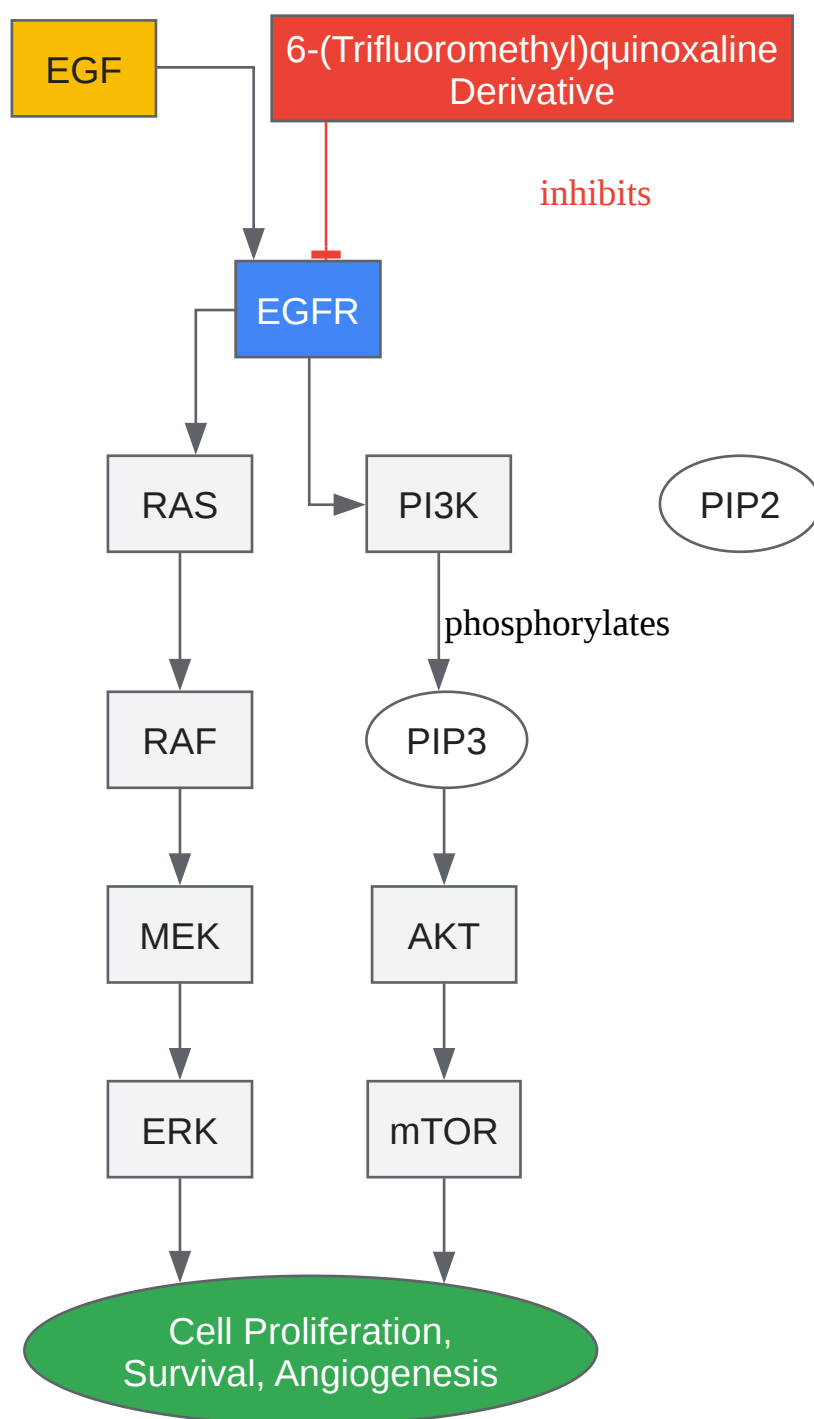 EGF
6-(Trifluoromethyl)quinoxaline
Derivative
inhibits
EGFR
RAS
PI3K
PIP2
phosphorylates
RAF
PIP3
MEK
AKT
ERK
mTOR
Cell Proliferation,
Survival, Angiogenesis